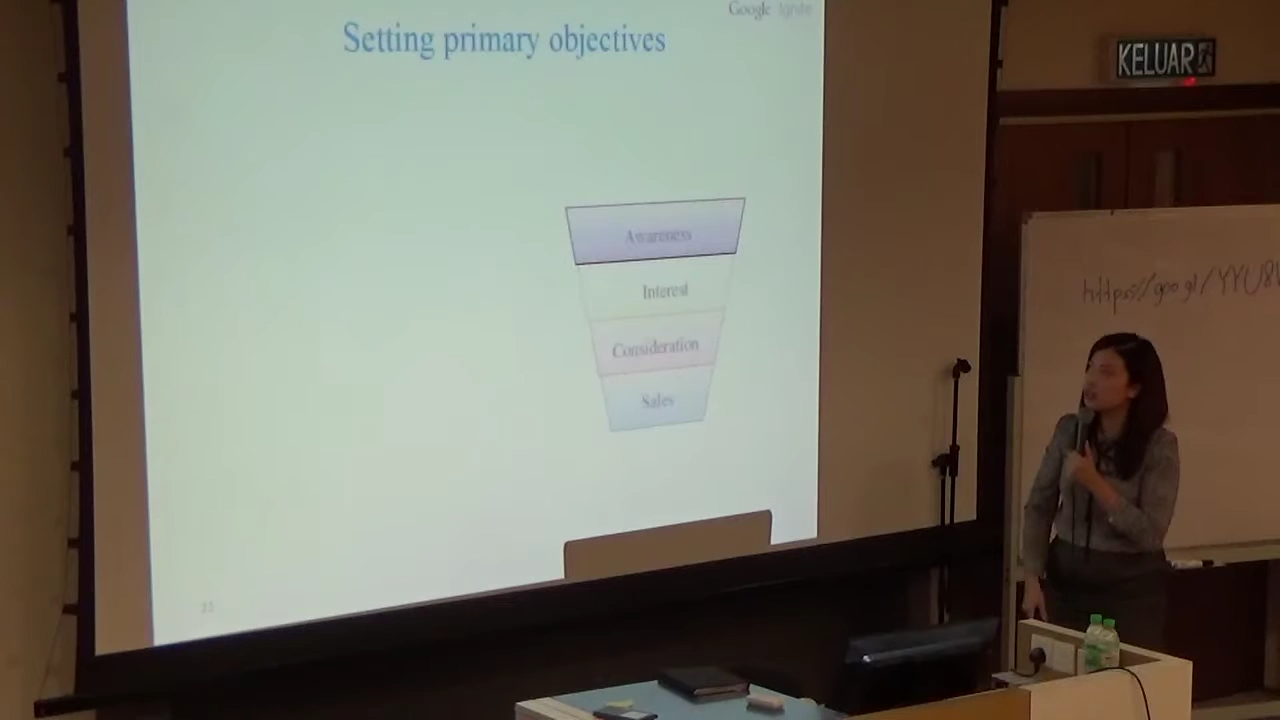 Google Ignite
Setting primary objectives
KELUAR
Awareness
Interest
Consideration
Sales
https://goo.gl/YYU8